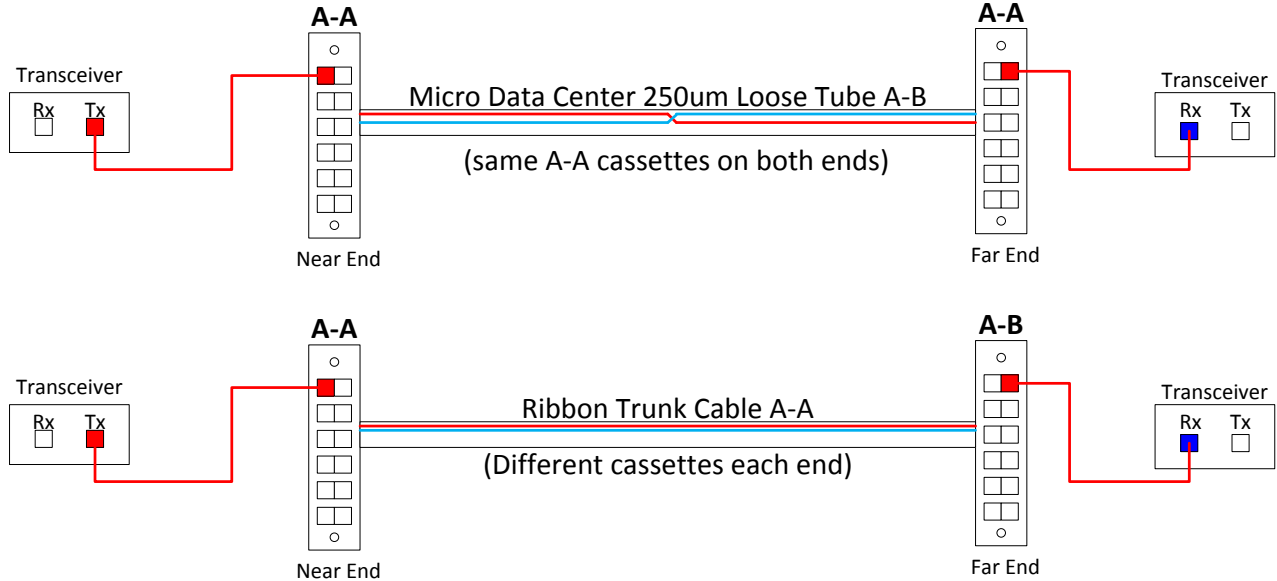 A-A
A-A
Transceiver
Rx Tx
Micro Data Center 250um Loose Tube A-B
(same A-A cassettes on both ends)
Transceiver
Rx Tx
Near End
Far End
A-A
A-B
Transceiver
Rx Tx
Ribbon Trunk Cable A-A
(Different cassettes each end)
Transceiver
Rx Tx
Near End
Far End